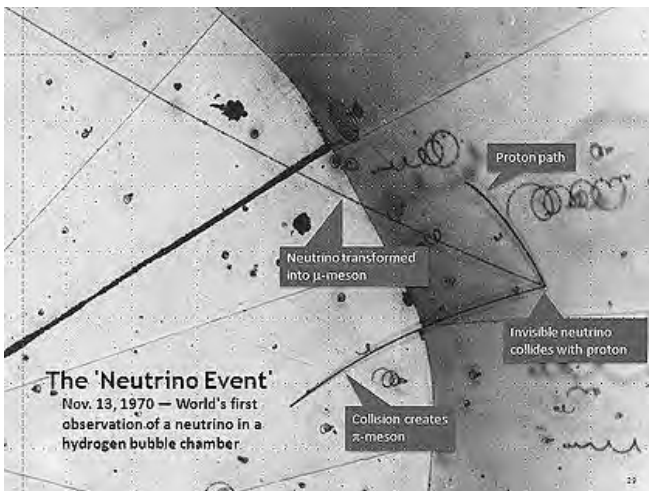 Proton path
Neutrino transformed
into μ-meson
Invisible neutrino
collides with proton
The 'Neutrino Event'
Nov. 13, 1970 — World's first
observation of a neutrino in a
hydrogen bubble chamber
Collision creates
π-meson
29